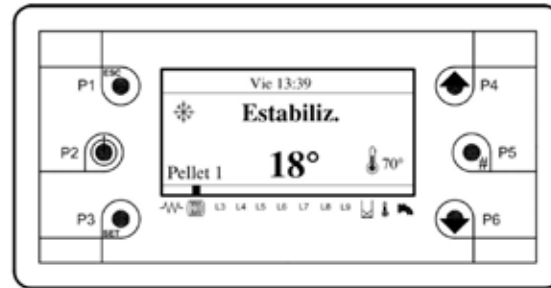 Vie 13:39
Estabiliz.
Pellet 1 18° 70°
L3 L4 L5 L6 L7 L8 L9
P1 ESC
P2
P3 SET
P4
P5 #
P6